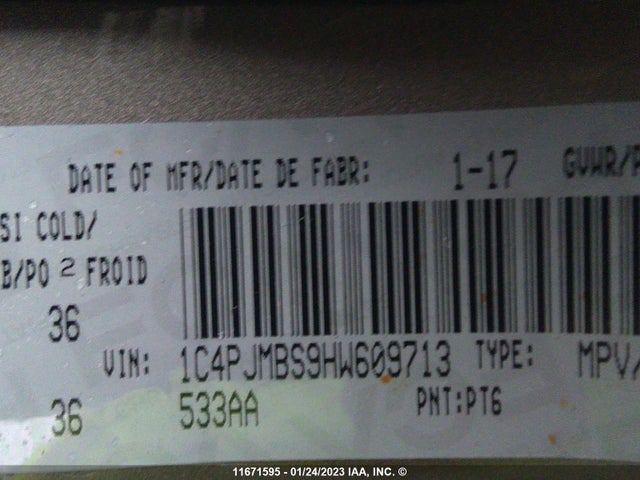 DATE OF MFR/DATE DE FABR: 1-17 GVWR/P
SI COLD/
B/PO 2 FROID
36
VIN: 1C4PJMBS9HW609713 TYPE: MPV/
36 533AA PNT:PT6
11671595 - 01/24/2023 IAA, INC. ©